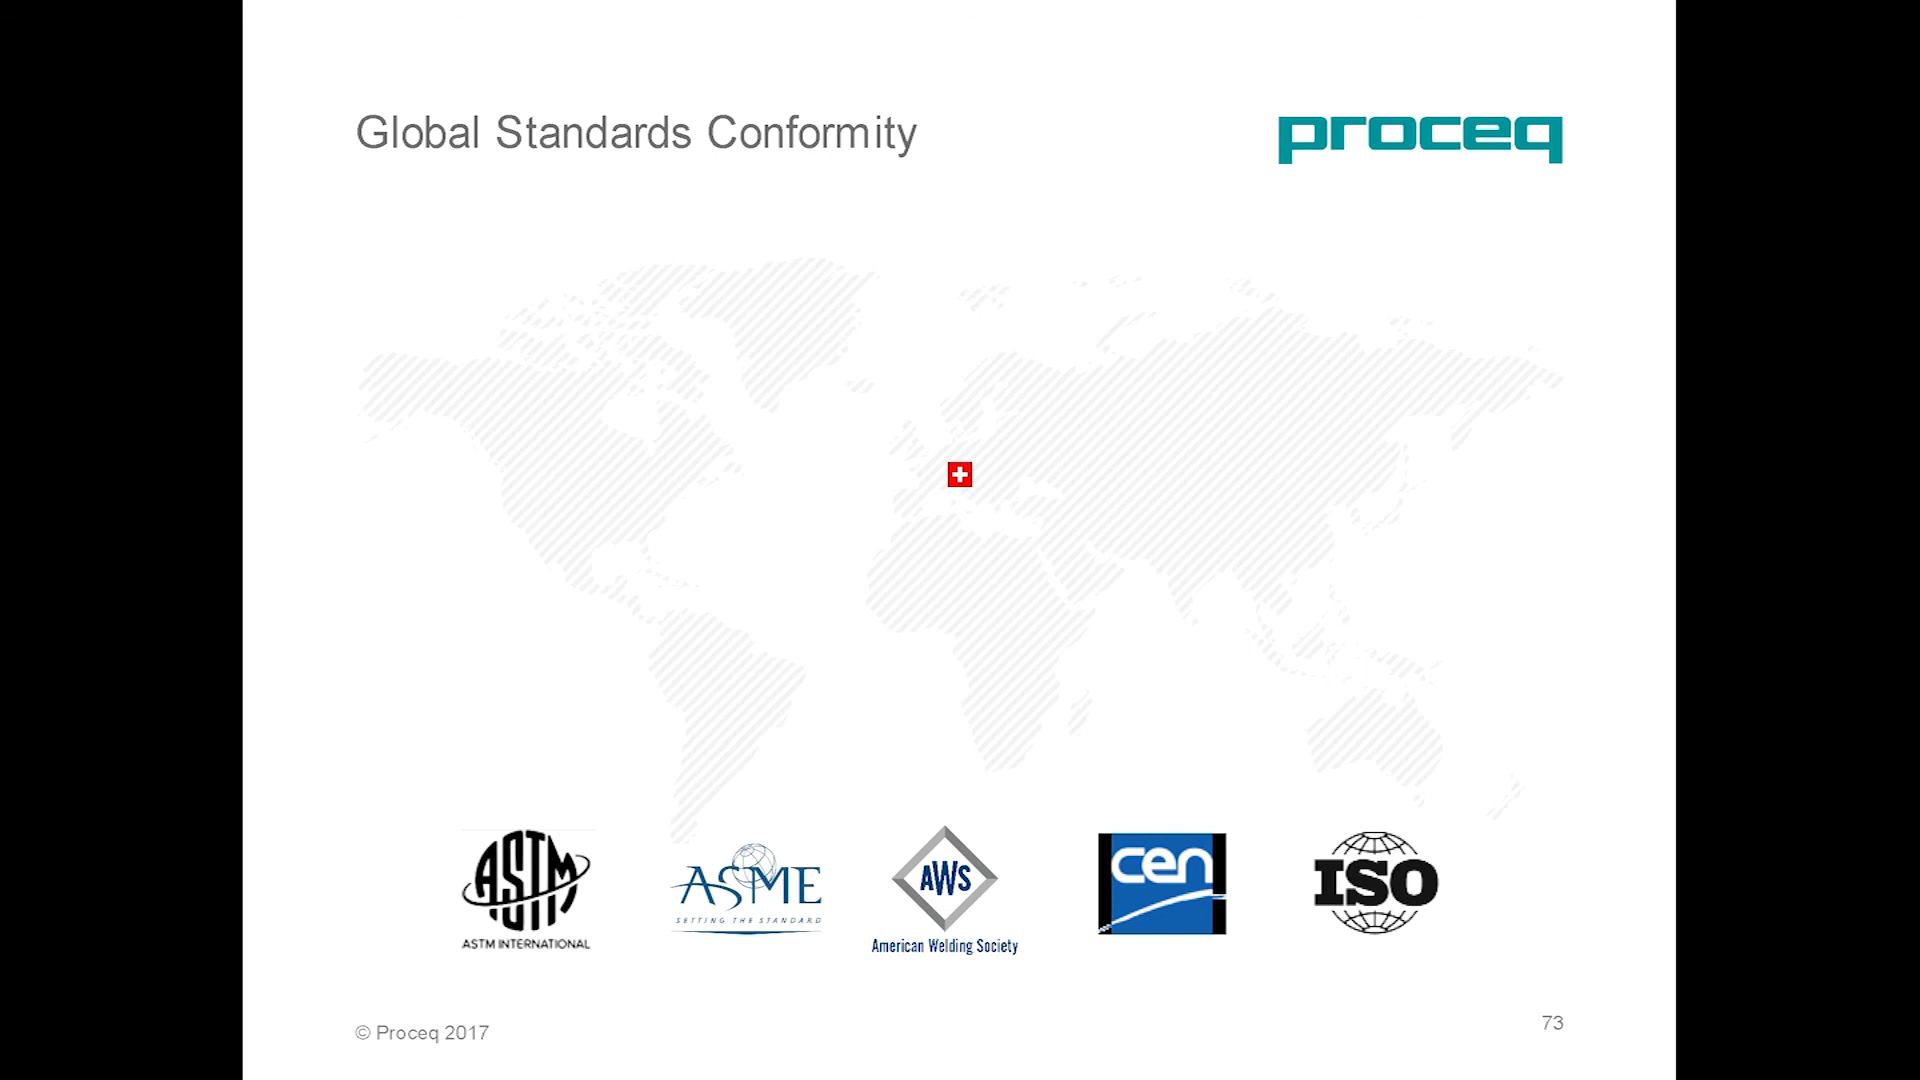 Global Standards Conformity
proceq
ASTM
ASTM INTERNATIONAL
ASME
SETTING THE STANDARD
AWS
American Welding Society
cen
ISO
© Proceq 2017
73